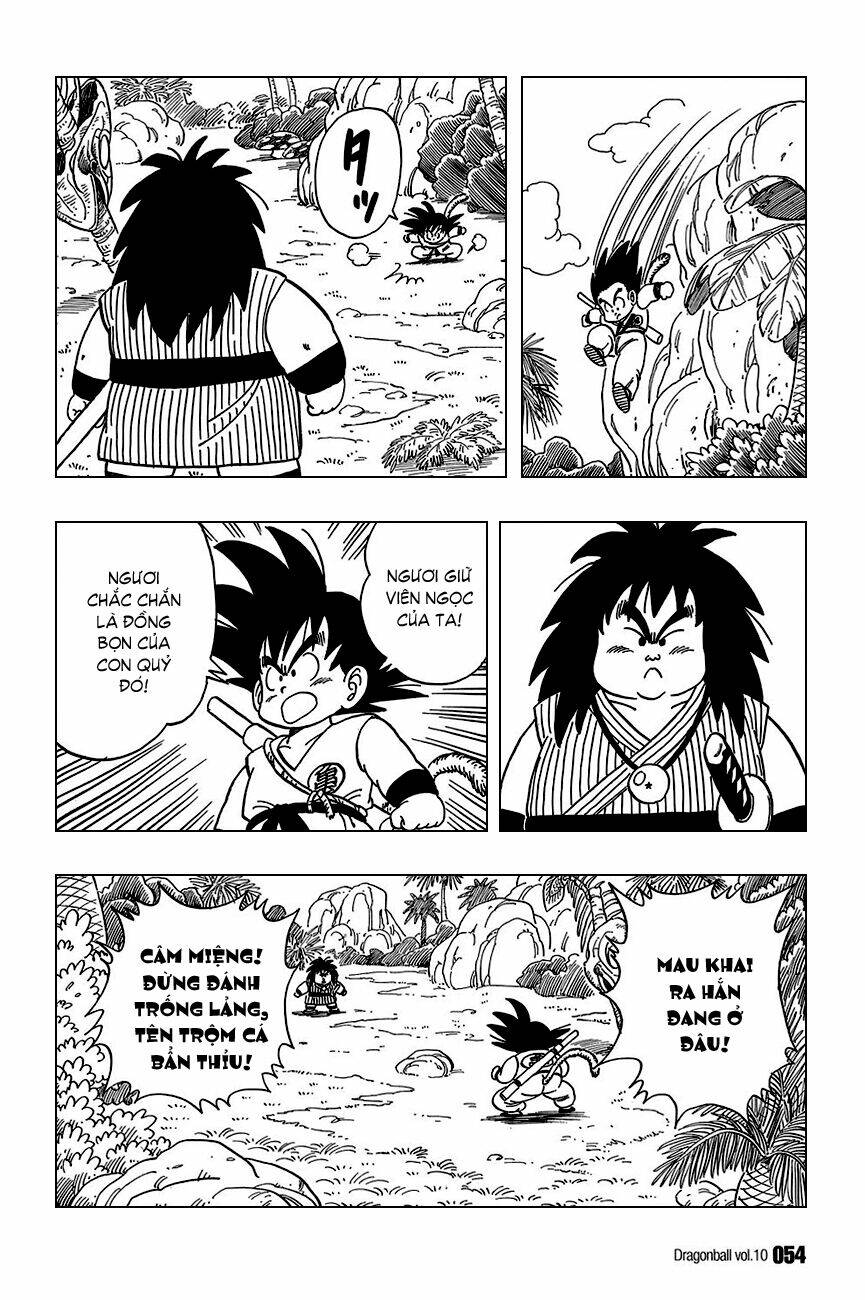 タッ
NGƯƠI GIỮ
VIÊN NGỌC
CỦA TA!
NGƯƠI
CHẮC CHẮN
LÀ ĐỒNG
BỌN CỦA
CON QUỶ
ĐÓ!
MAU KHAI
RA HẮN
ĐANG Ở
ĐÂU!
CÂM MIỆNG!
ĐỪNG ĐÁNH
TRỐNG LẢNG,
TÊN TRỘM CÁ
BẨN THỈU!
Dragonball vol.10 054